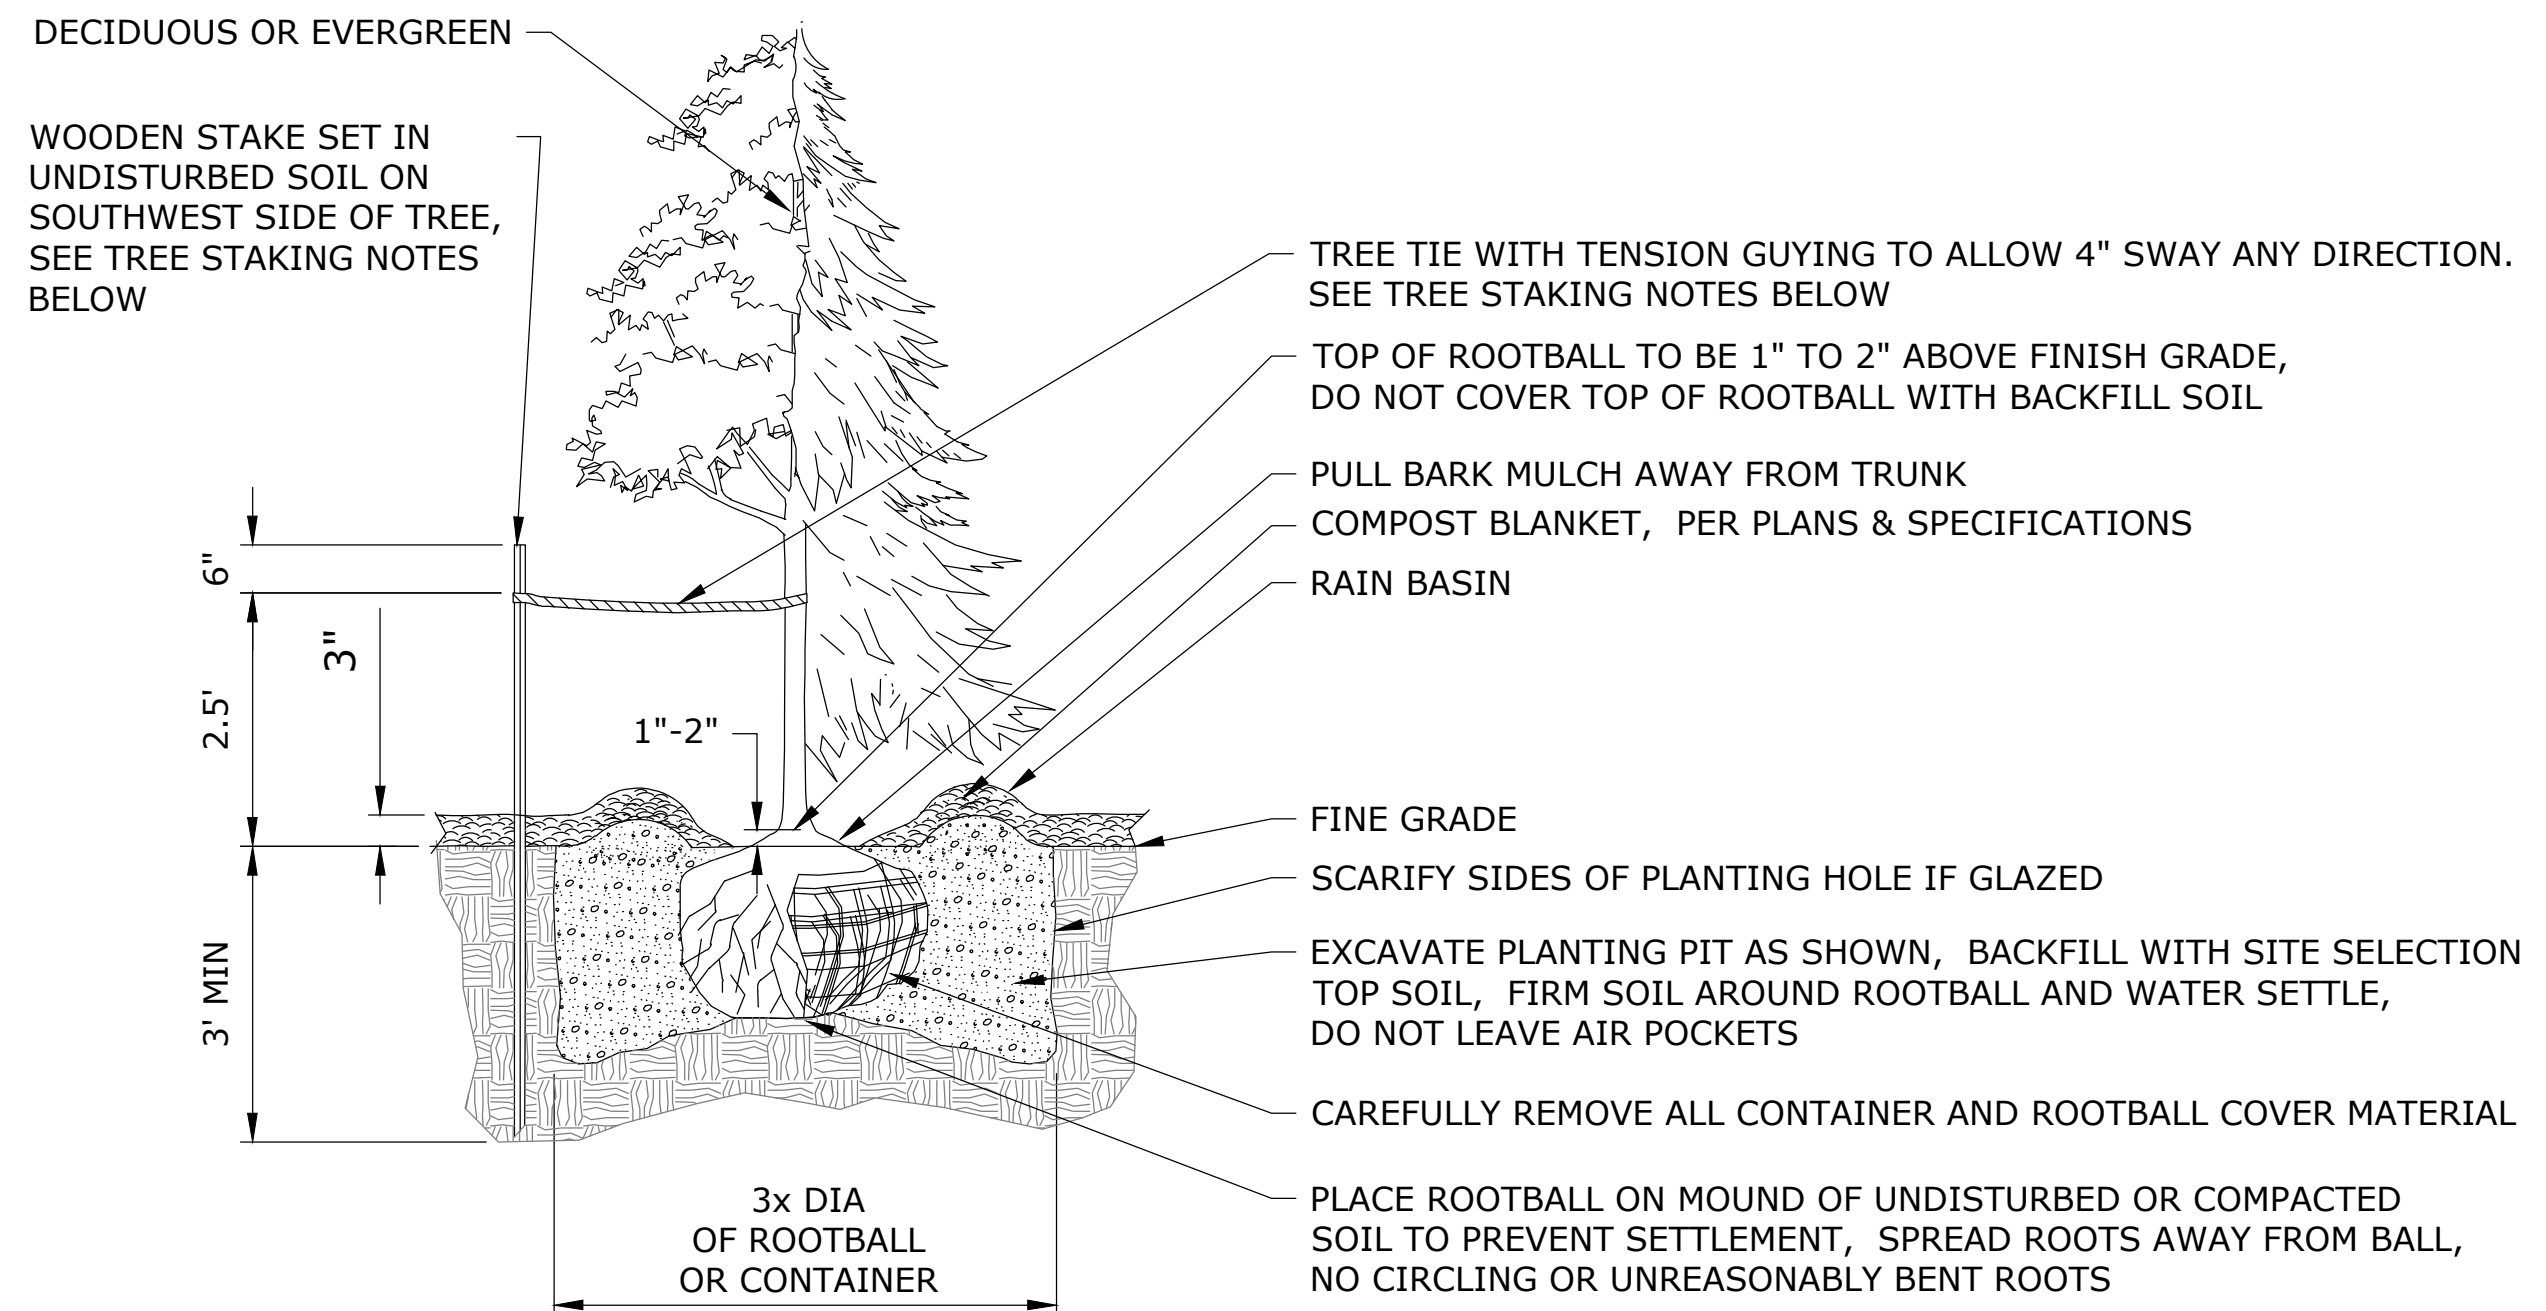 DECIDUOUS OR EVERGREEN
WOODEN STAKE SET IN
UNDISTURBED SOIL ON
SOUTHWEST SIDE OF TREE,
SEE TREE STAKING NOTES
BELOW
TREE TIE WITH TENSION GUYING TO ALLOW 4" SWAY ANY DIRECTION.
SEE TREE STAKING NOTES BELOW
TOP OF ROOTBALL TO BE 1" TO 2" ABOVE FINISH GRADE,
DO NOT COVER TOP OF ROOTBALL WITH BACKFILL SOIL
PULL BARK MULCH AWAY FROM TRUNK
COMPOST BLANKET, PER PLANS & SPECIFICATIONS
RAIN BASIN
6"
3"
2.5'
1"-2"
FINE GRADE
SCARIFY SIDES OF PLANTING HOLE IF GLAZED
3' MIN
EXCAVATE PLANTING PIT AS SHOWN, BACKFILL WITH SITE SELECTION
TOP SOIL, FIRM SOIL AROUND ROOTBALL AND WATER SETTLE,
DO NOT LEAVE AIR POCKETS
CAREFULLY REMOVE ALL CONTAINER AND ROOTBALL COVER MATERIAL
PLACE ROOTBALL ON MOUND OF UNDISTURBED OR COMPACTED
SOIL TO PREVENT SETTLEMENT, SPREAD ROOTS AWAY FROM BALL,
NO CIRCLING OR UNREASONABLY BENT ROOTS
3x DIA
OF ROOTBALL
OR CONTAINER